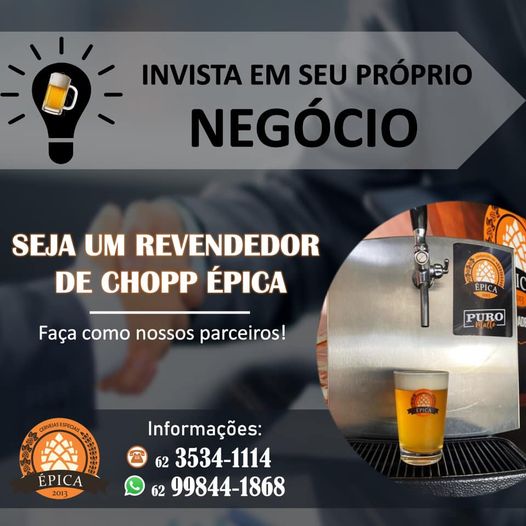 INVISTA EM SEU PRÓPRIO
NEGÓCIO
SEJA UM REVENDEDOR
DE CHOPP ÉPICA
Faça como nossos parceiros!
ÉPICA
PURO
Malte
ÉPICA
Informações:
62 3534-1114
62 99844-1868
CERVEJAS ESPECIAIS
ÉPICA
2013